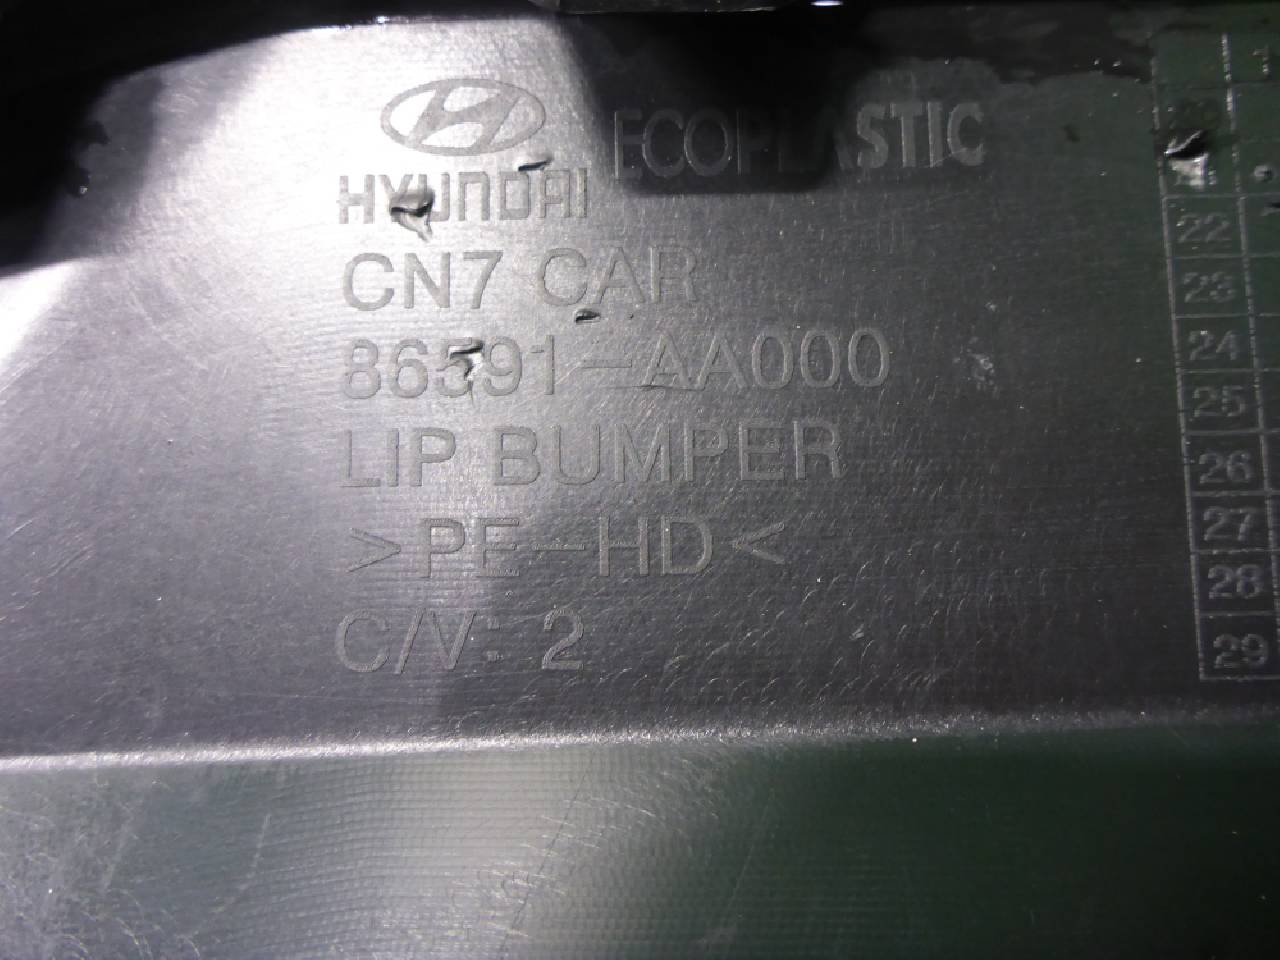 HYUNDAI ECOPLASTIC
CN7 CAR
86591-AA000
LIP BUMPER
>PE-HD<
C/V: 2
22
23
24
25
26
27
28
29